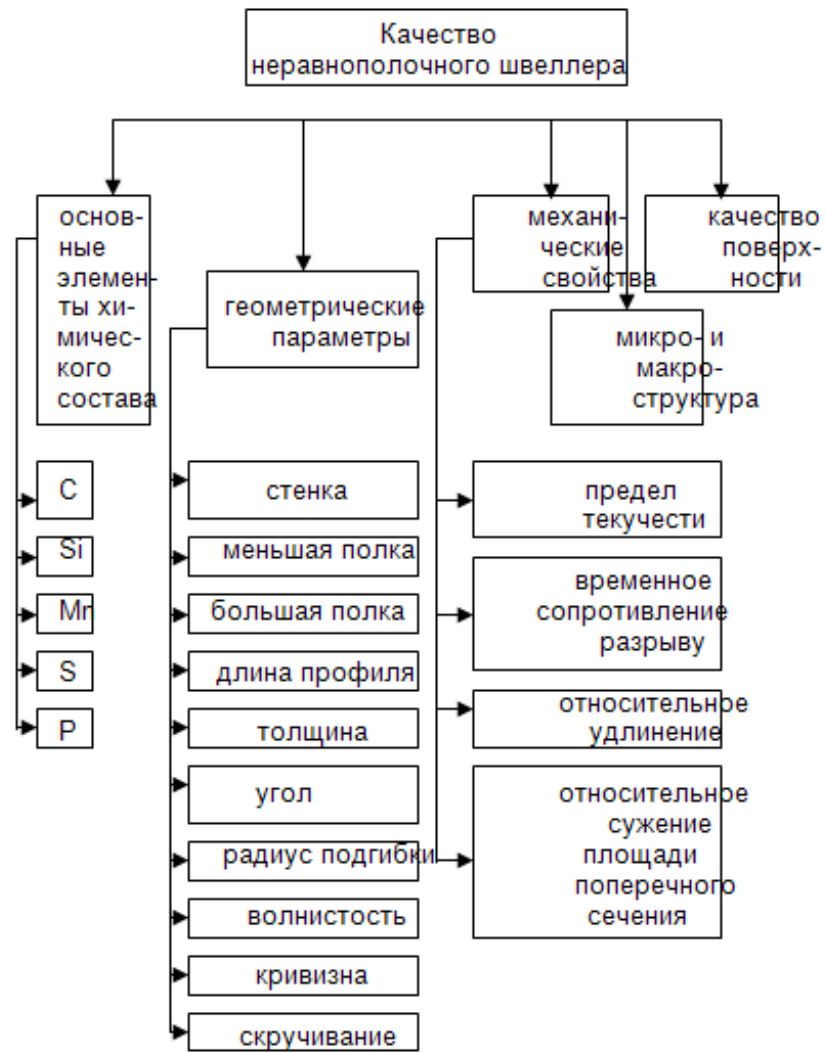 Качество
неравнополочного швеллера
основ-
ные
элемен-
ты хи-
мичес-
кого
состава
геометрические
параметры
механи-
ческие
свойства
качество
поверх-
ности
микро- и
макро-
структура
C
Si
Mn
S
P
стенка
меньшая полка
большая полка
длина профиля
толщина
угол
радиус подгибки
волнистость
кривизна
скручивание
предел
текучести
временное
сопротивление
разрыву
относительное
удлинение
относительное
сужение
площади
поперечного
сечения